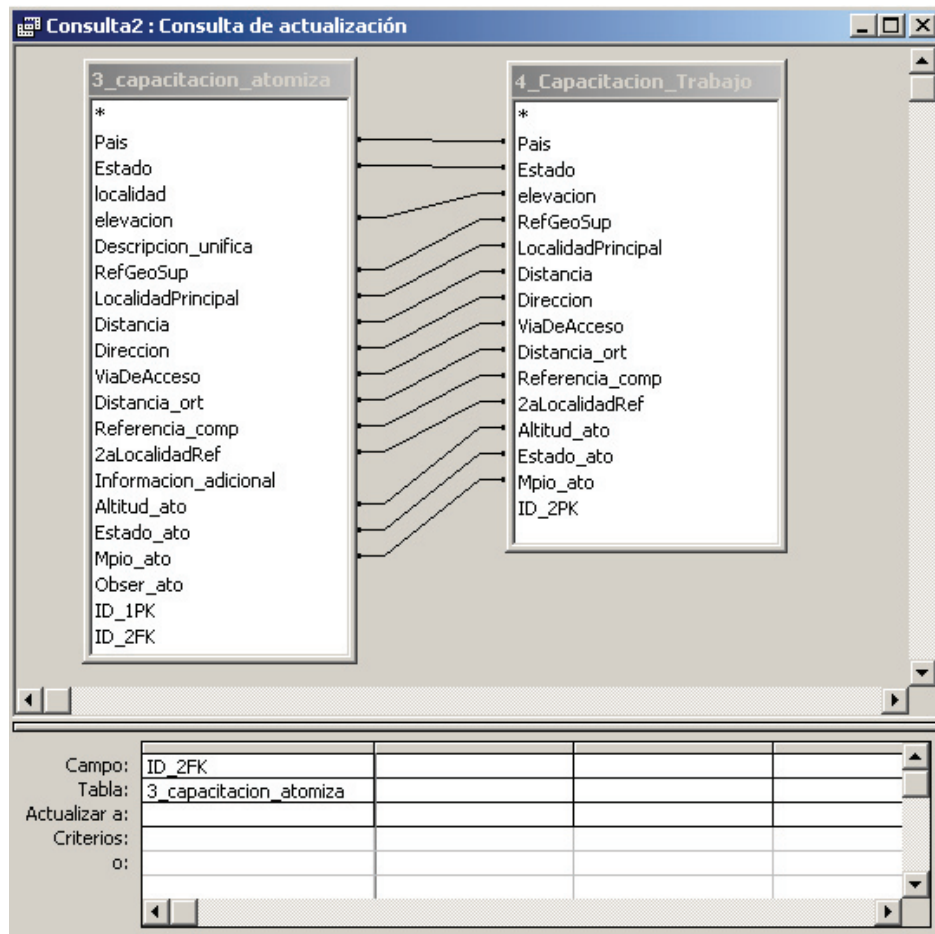 Consulta2 : Consulta de actualización
3_capacitacion_atomiza
*
Pais
Estado
localidad
elevacion
Descripcion_unifica
RefGeoSup
LocalidadPrincipal
Distancia
Direccion
ViaDeAcceso
Distancia_ort
Referencia_comp
2aLocalidadRef
Informacion_adicional
Altitud_ato
Estado_ato
Mpio_ato
Obser_ato
ID_1PK
ID_2FK
4_Capacitacion_Trabajo
*
Pais
Estado
elevacion
RefGeoSup
LocalidadPrincipal
Distancia
Direccion
ViaDeAcceso
Distancia_ort
Referencia_comp
2aLocalidadRef
Altitud_ato
Estado_ato
Mpio_ato
ID_2PK
Campo: ID_2FK
Tabla: 3_capacitacion_atomiza
Actualizar a:
Criterios:
o: